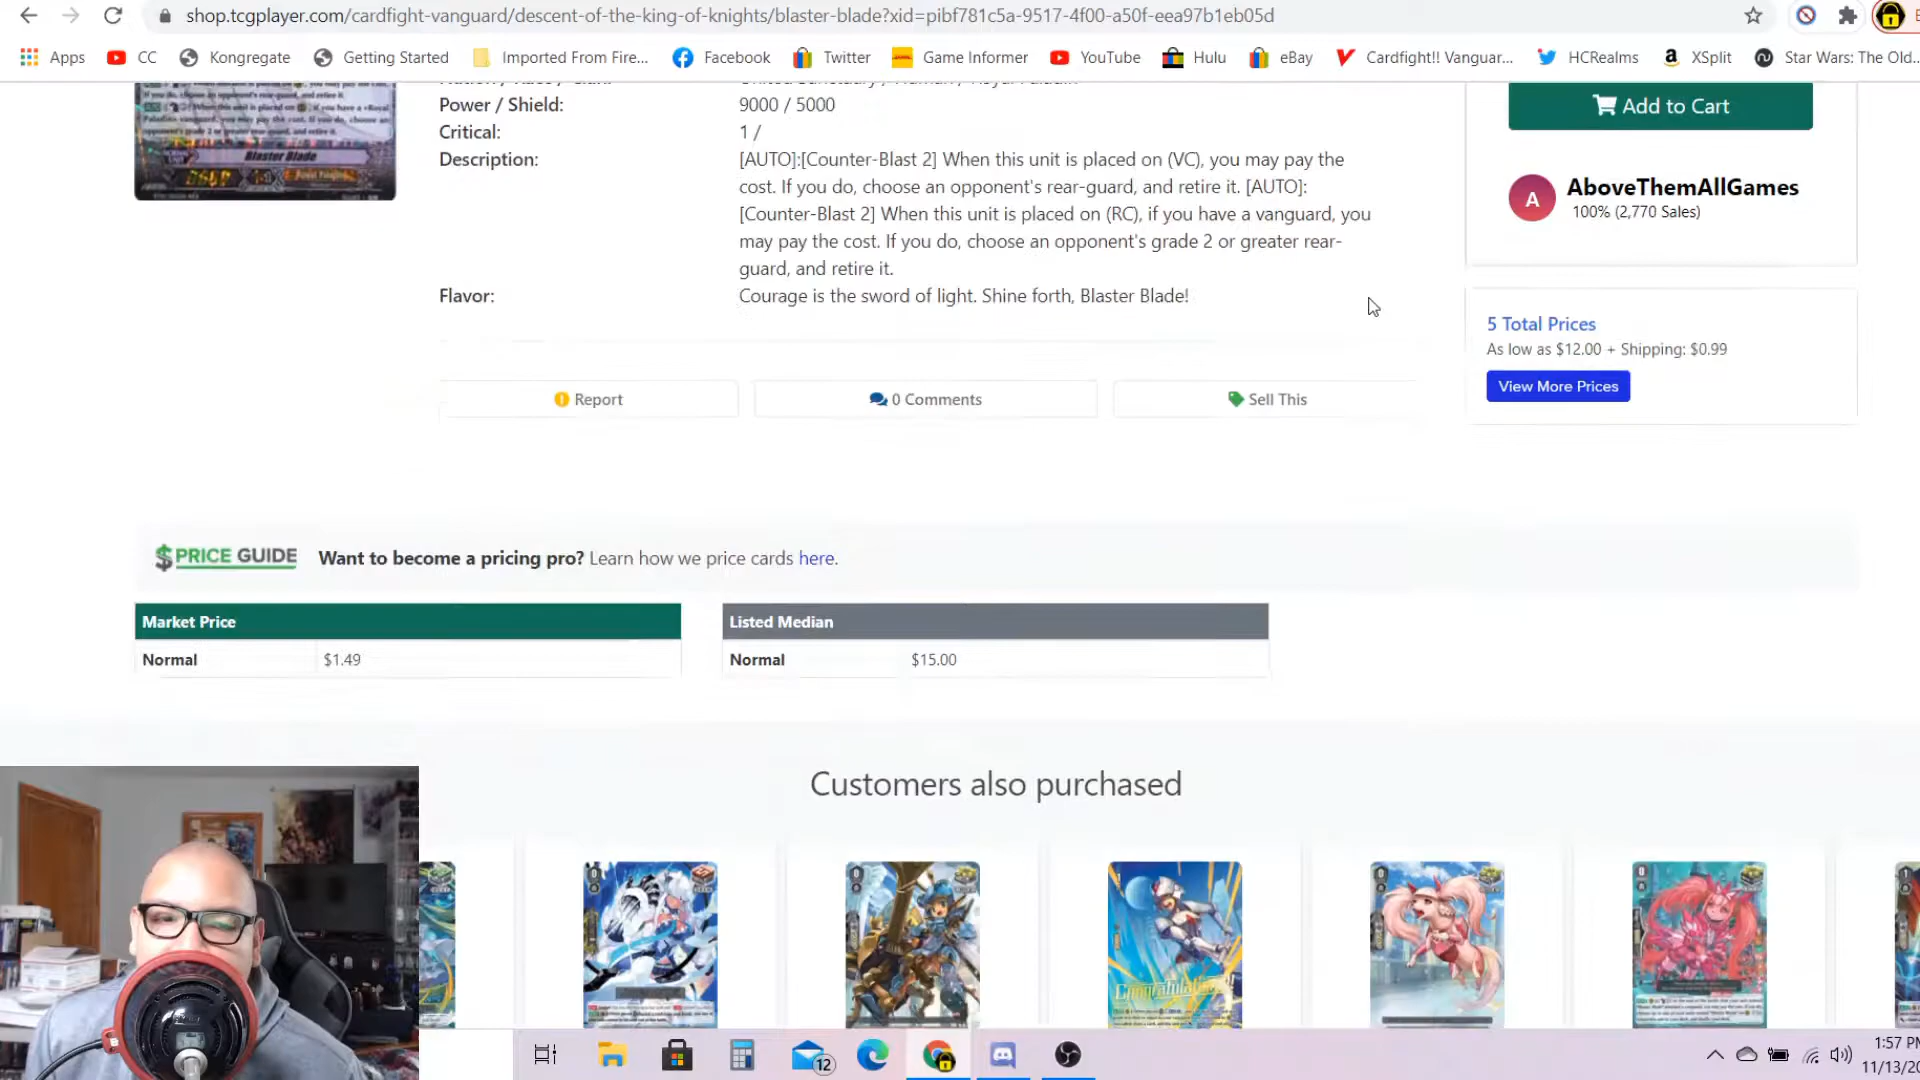 shop.tcgplayer.com/cardfight-vanguard/descent-of-the-king-of-knights/blaster-blade?xid=pibf781c5a-9517-4f00-a50f-eea97b1eb05d
Apps CC Kongregate Getting Started Imported From Fire... Facebook Twitter Game Informer YouTube Hulu eBay Cardfight!! Vanguar... HCRealms XSplit Star Wars: The Old...
Power / Shield: 9000 / 5000
Critical: 1 /
Description: [AUTO]:[Counter-Blast 2] When this unit is placed on (VC), you may pay the
cost. If you do, choose an opponent's rear-guard, and retire it. [AUTO]:
[Counter-Blast 2] When this unit is placed on (RC), if you have a vanguard, you
may pay the cost. If you do, choose an opponent's grade 2 or greater rear-
guard, and retire it.
Flavor: Courage is the sword of light. Shine forth, Blaster Blade!
Blaster Blade
Add to Cart
A
AboveThemAllGames
100% (2,770 Sales)
5 Total Prices
As low as $12.00 + Shipping: $0.99
View More Prices
Report
0 Comments
Sell This
$PRICE GUIDE Want to become a pricing pro? Learn how we price cards here.
Market Price
Normal $1.49
Listed Median
Normal $15.00
Customers also purchased
12
1:57 PM
11/13/20